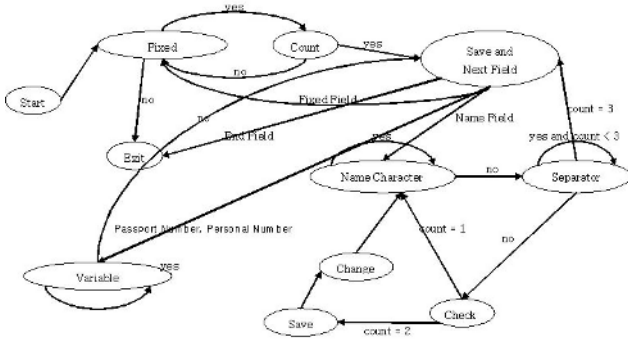 yes
Fixed
Count
yes
Save and
Next Field
no
Start
no
Fixed Field
count = 3
Name Field
no
End Field
Exit
yes
yes and count < 3
Name Character
no
Separator
Passport Number, Personal Number
count = 1
no
Variable
yes
Change
Save
count = 2
Check